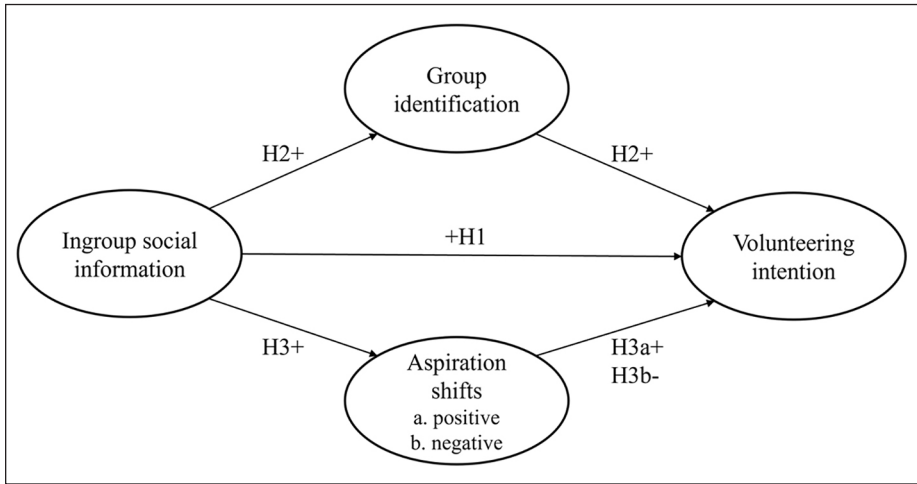 Group
identification
H2+
H2+
Ingroup social
information
+H1
Volunteering
intention
H3+
Aspiration
shifts
a. positive
b. negative
H3a+
H3b-